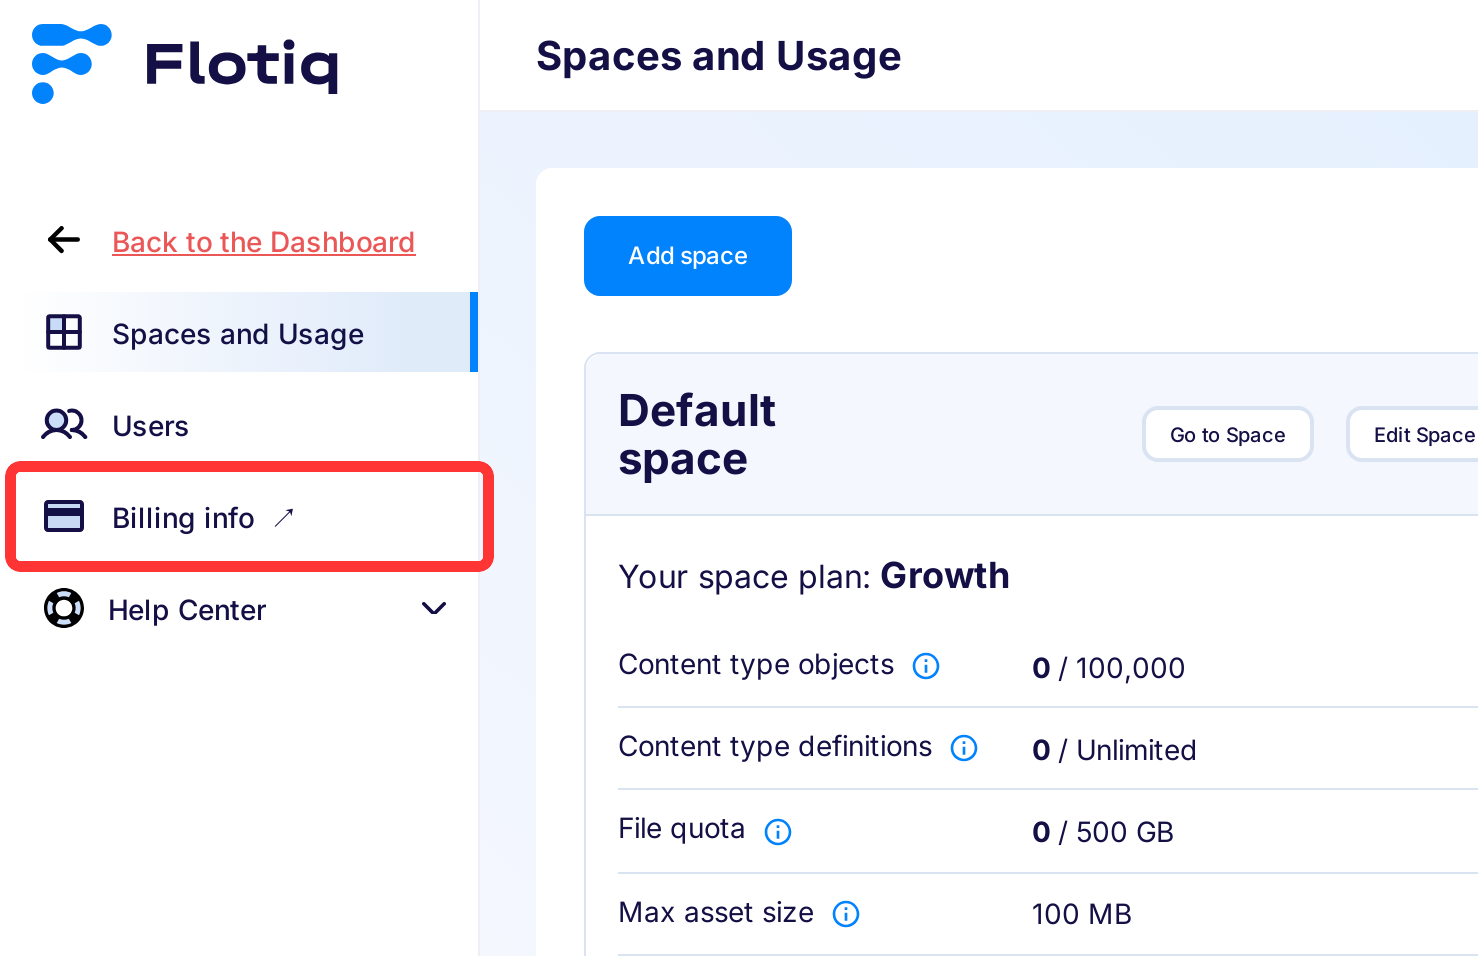 Flotiq
Spaces and Usage
Back to the Dashboard
Spaces and Usage
Users
Billing info ↗
Help Center
Add space
Default
space
Go to Space
Edit Space
Your space plan: Growth
Content type objects 0 / 100,000
Content type definitions 0 / Unlimited
File quota 0 / 500 GB
Max asset size 100 MB